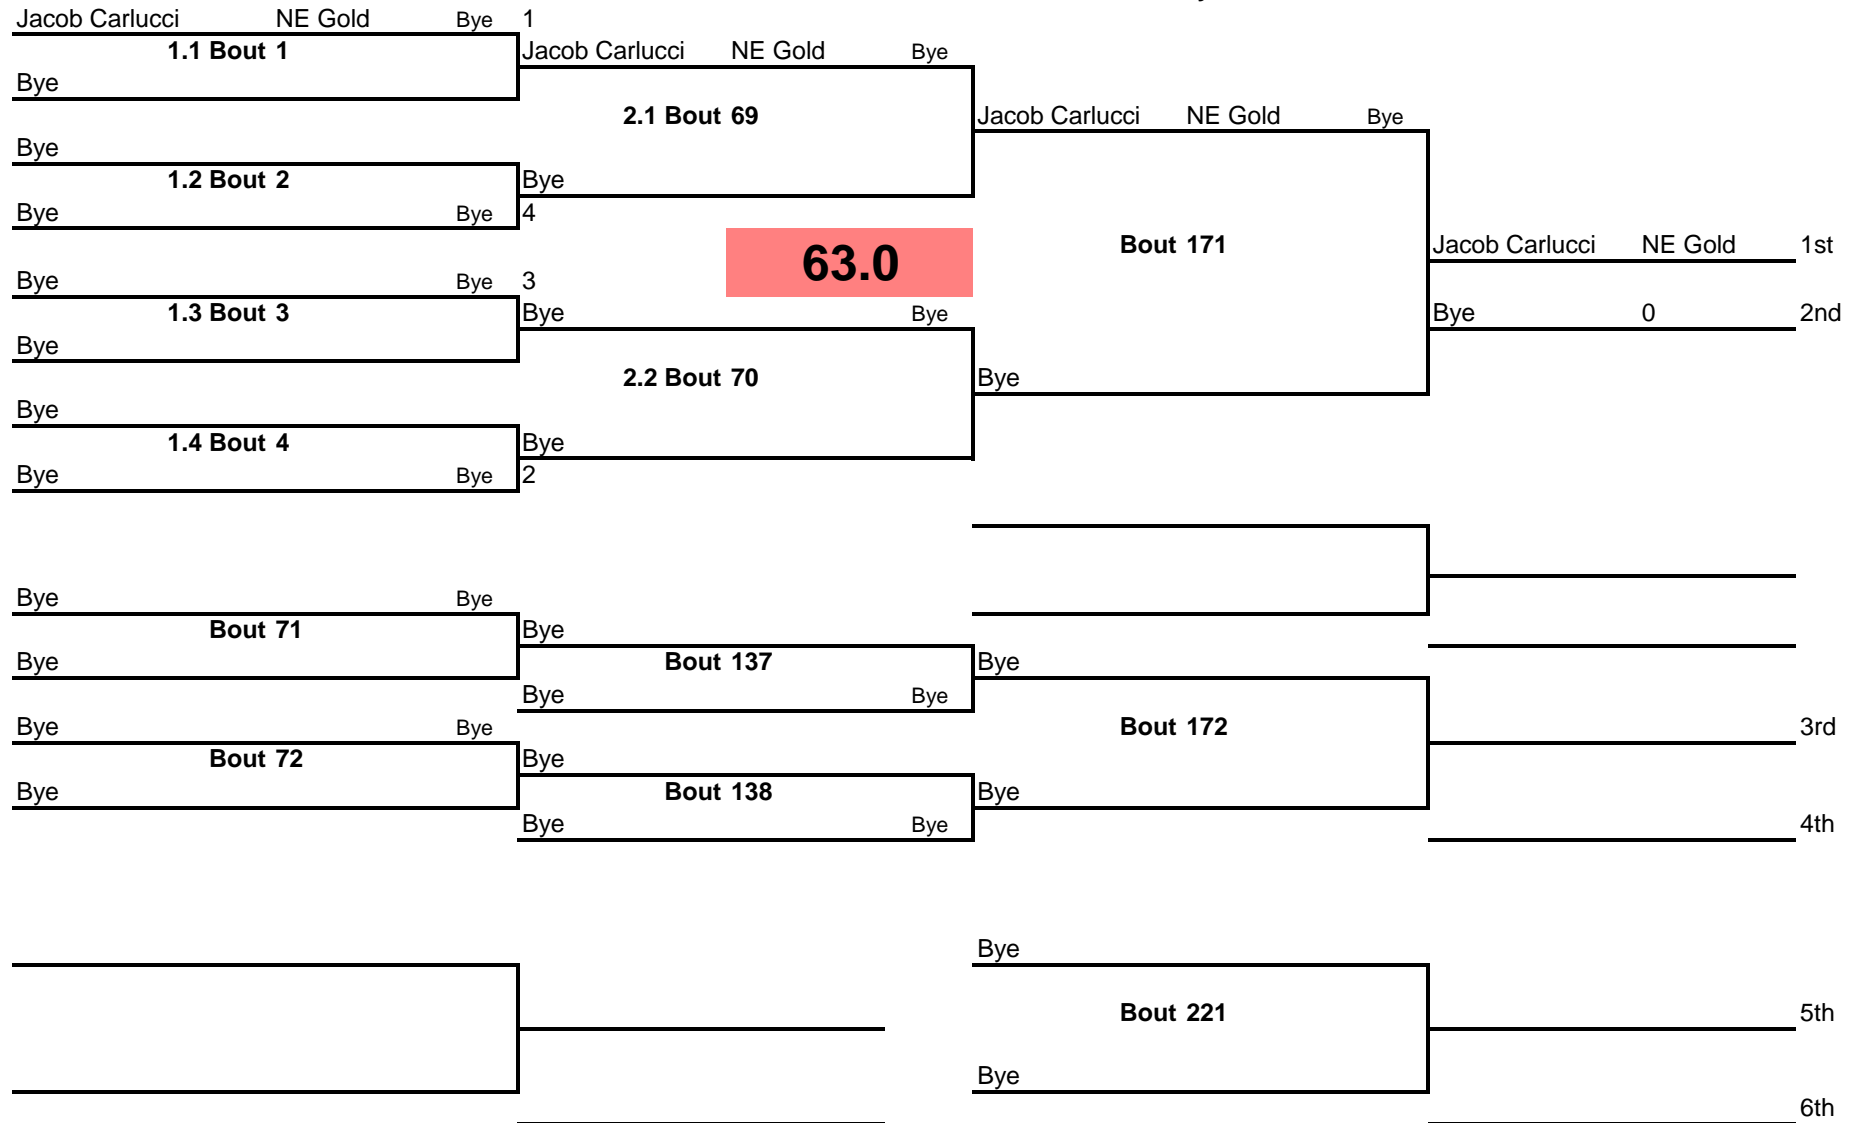 Jacob Carlucci NE Gold Bye 1
1.1 Bout 1 Jacob Carlucci NE Gold Bye
Bye
2.1 Bout 69 Jacob Carlucci NE Gold Bye
Bye
1.2 Bout 2 Bye
Bye Bye 4
63.0 Bout 171 Jacob Carlucci NE Gold 1st
Bye Bye 3
1.3 Bout 3 Bye Bye Bye 0 2nd
Bye
2.2 Bout 70 Bye
Bye
1.4 Bout 4 Bye
Bye Bye 2
Bye Bye
Bout 71 Bye
Bye Bout 137 Bye
Bye Bye
Bye Bye Bout 172 3rd
Bout 72 Bye
Bye Bout 138 Bye
Bye Bye 4th
Bye
Bout 221 5th
Bye
6th